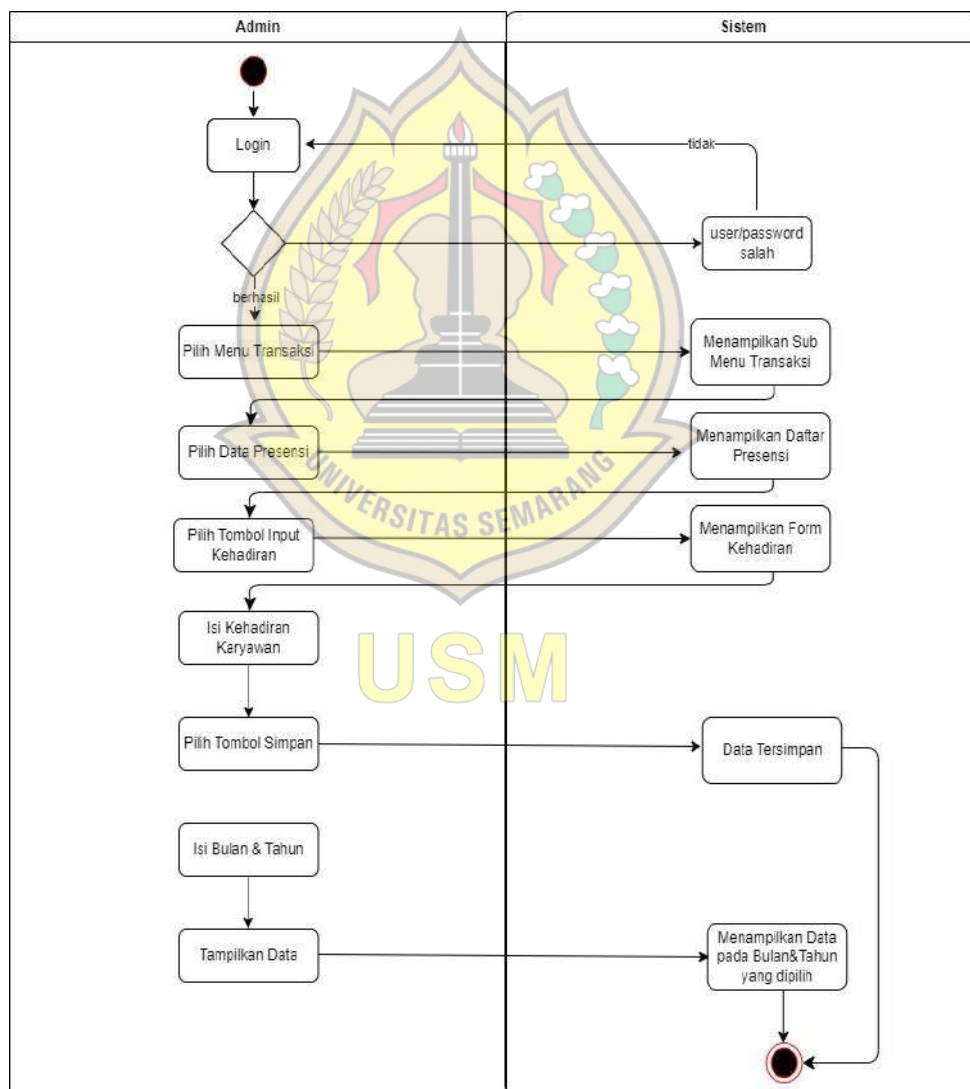 Admin
Sistem
Login
tidak
user/password
salah
berhasil
Pilih Menu Transaksi
Menampilkan Sub
Menu Transaksi
Pilih Data Presensi
Menampilkan Daftar
Presensi
UNIVERSITAS SEMARANG
Pilih Tombol Input
Kehadiran
Menampilkan Form
Kehadiran
Isi Kehadiran
Karyawan
USM
Pilih Tombol Simpan
Data Tersimpan
Isi Bulan & Tahun
Tampilkan Data
Menampilkan Data
pada Bulan&Tahun
yang dipilih